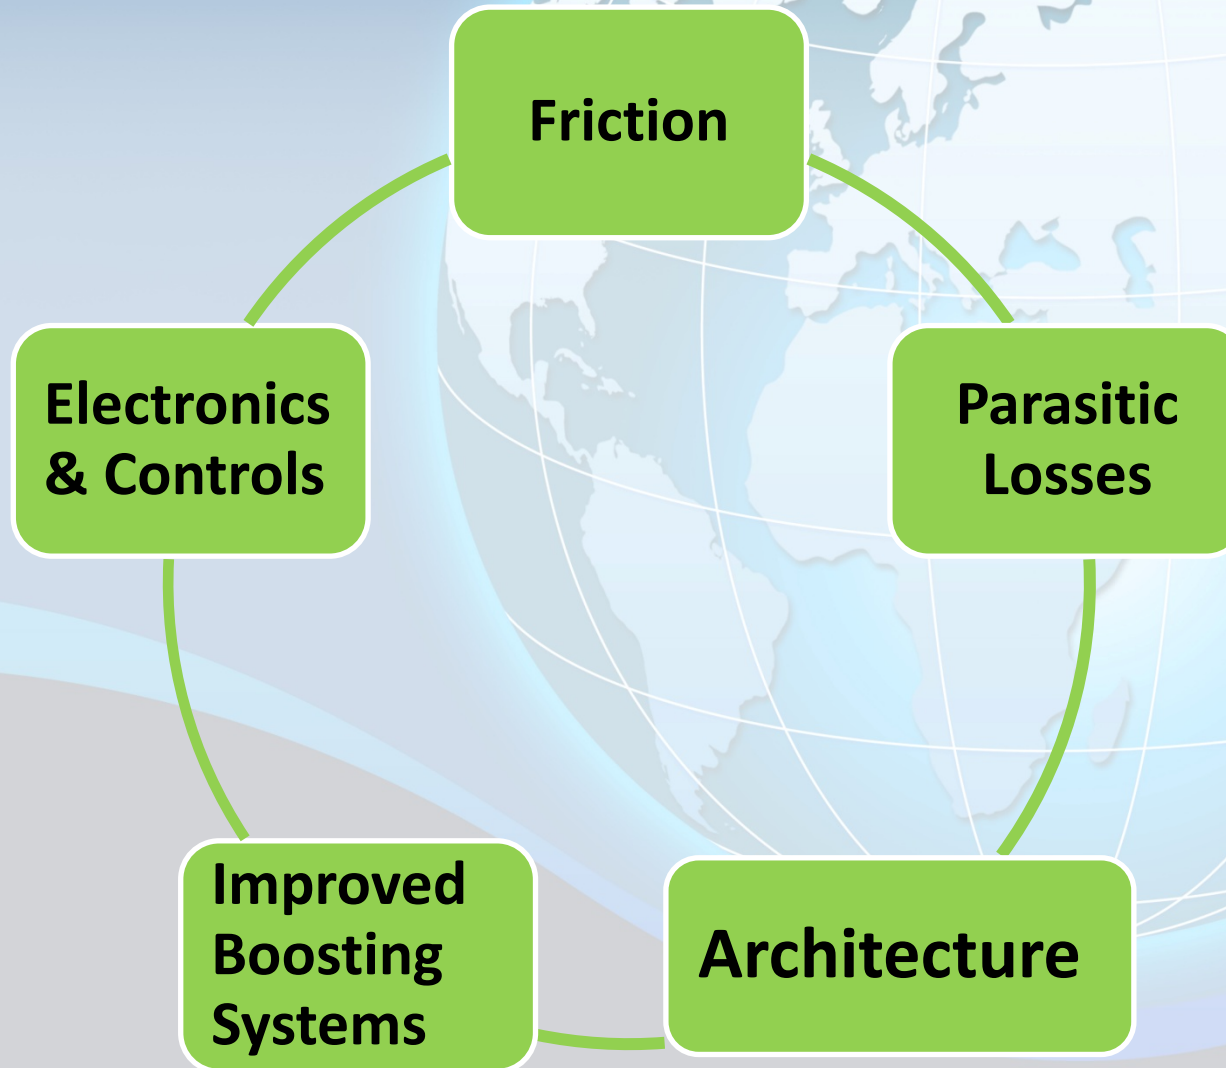 Friction
Electronics
& Controls
Parasitic
Losses
Improved
Boosting
Systems
Architecture